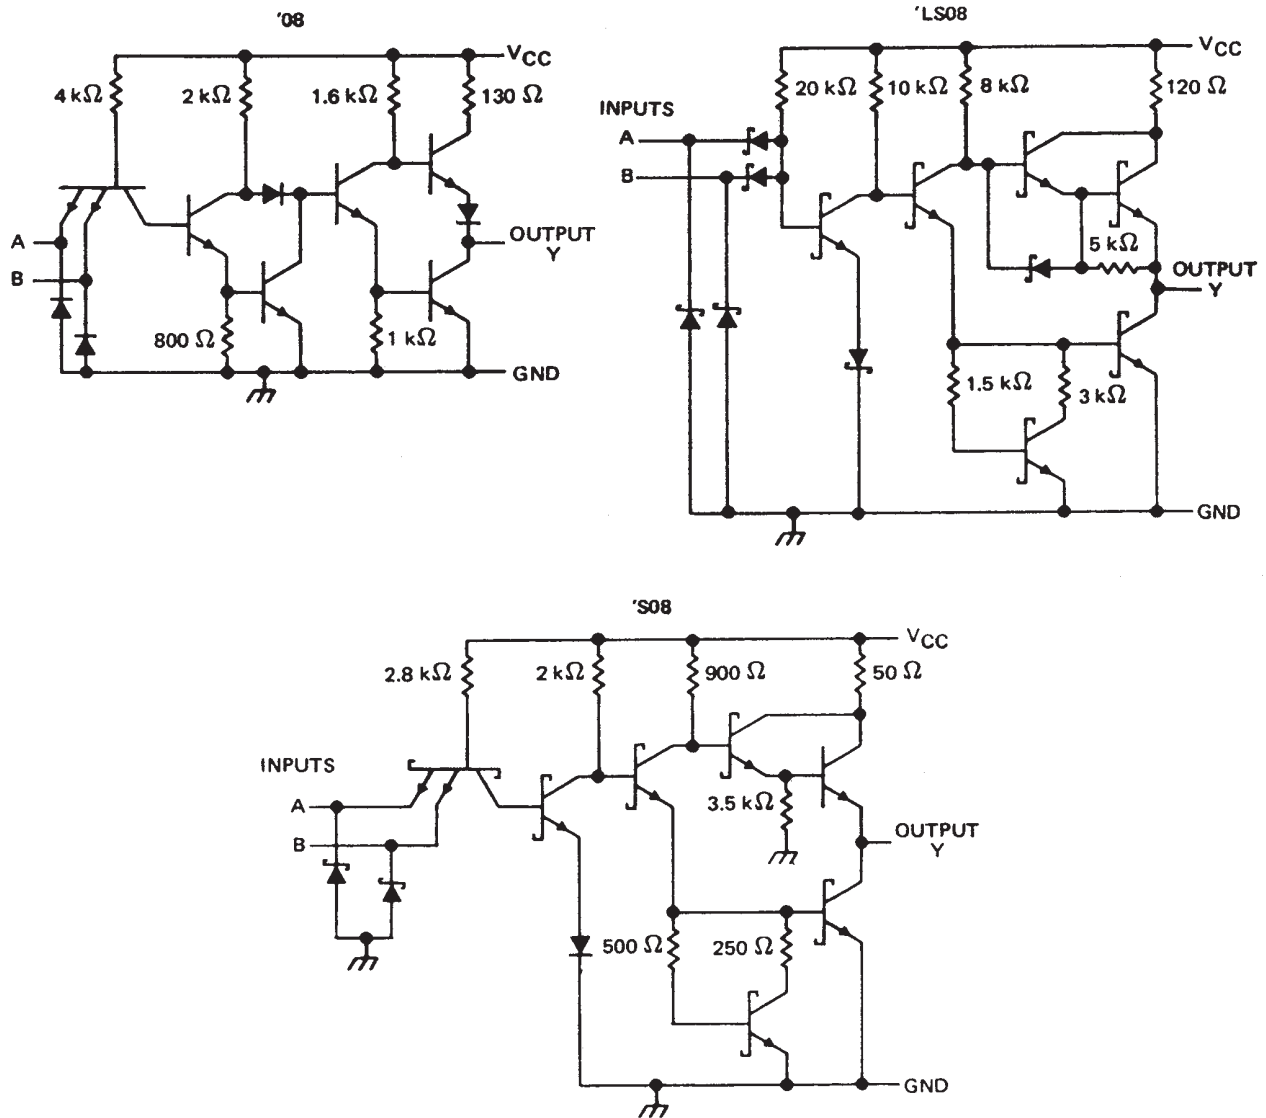 '08
VCC
4 kΩ
2 kΩ
1.6 kΩ
130 Ω
A
B
OUTPUT
Y
800 Ω
1 kΩ
GND
'LS08
VCC
20 kΩ
10 kΩ
8 kΩ
120 Ω
INPUTS
A
B
5 kΩ
OUTPUT
Y
1.5 kΩ
3 kΩ
GND
'S08
VCC
2.8 kΩ
2 kΩ
900 Ω
50 Ω
INPUTS
A
B
3.5 kΩ
OUTPUT
Y
500 Ω
250 Ω
GND